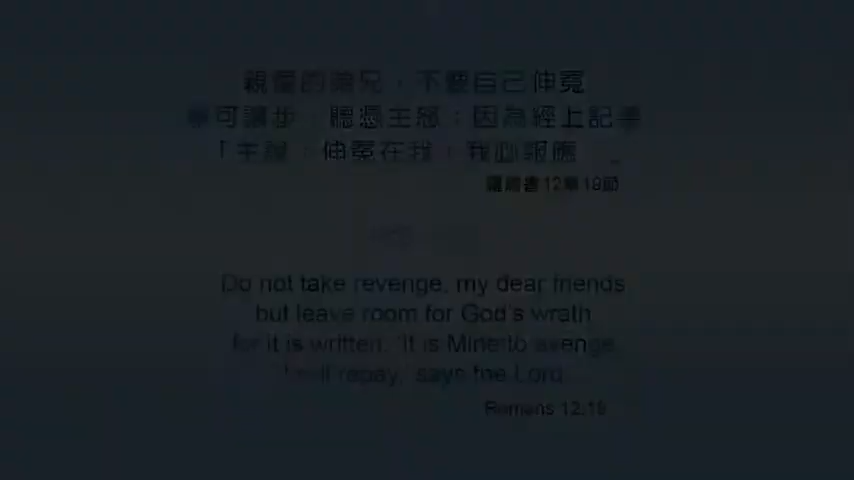 親愛的弟兄,不要自己伸冤
寧可讓步,聽憑主怒;因為經上記著
「主說:伸冤在我,我必報應
羅馬書12章19節
Do not take revenge, my dear friends
but leave room for God's wrath
for it is written, 'It is Mine to avenge
I will repay,' says the Lord
Romans 12:19